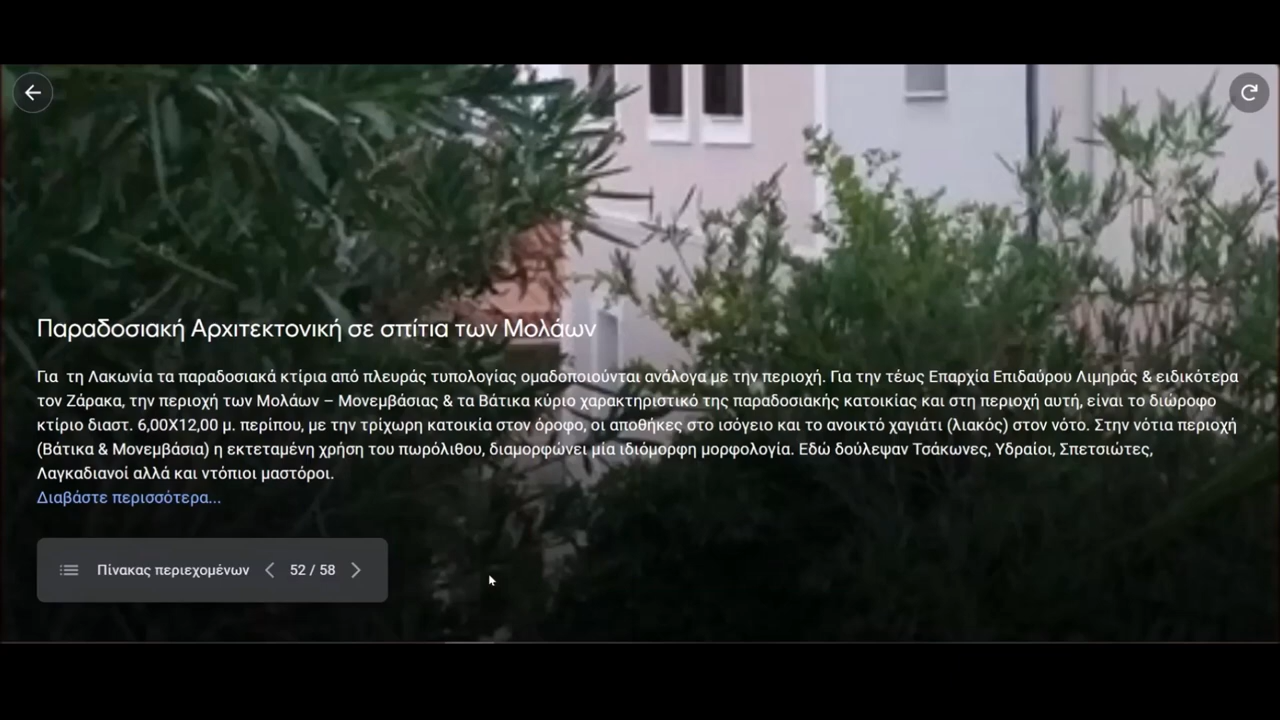 Παραδοσιακή Αρχιτεκτονική σε σπίτια των Μολάων
Για τη Λακωνία τα παραδοσιακά κτίρια από πλευράς τυπολογίας ομαδοποιούνται ανάλογα με την περιοχή. Για την τέως Επαρχία Επιδαύρου Λιμηράς & ειδικότερα
τον Ζάρακα, την περιοχή των Μολάων – Μονεμβάσιας & τα Βάτικα κύριο χαρακτηριστικό της παραδοσιακής κατοικίας και στη περιοχή αυτή, είναι το διώροφο
κτίριο διαστ. 6,00Χ12,00 μ. περίπου, με την τρίχωρη κατοικία στον όροφο, οι αποθήκες στο ισόγειο και το ανοικτό χαγιάτι (λιακός) στον νότο. Στην νότια περιοχή
(Βάτικα & Μονεμβάσια) η εκτεταμένη χρήση του πωρόλιθου, διαμορφώνει μία ιδιόμορφη μορφολογία. Εδώ δούλεψαν Τσάκωνες, Υδραίοι, Σπετσιώτες,
Λαγκαδιανοί αλλά και ντόπιοι μαστόροι.
Διαβάστε περισσότερα...
Πίνακας περιεχομένων 52 / 58